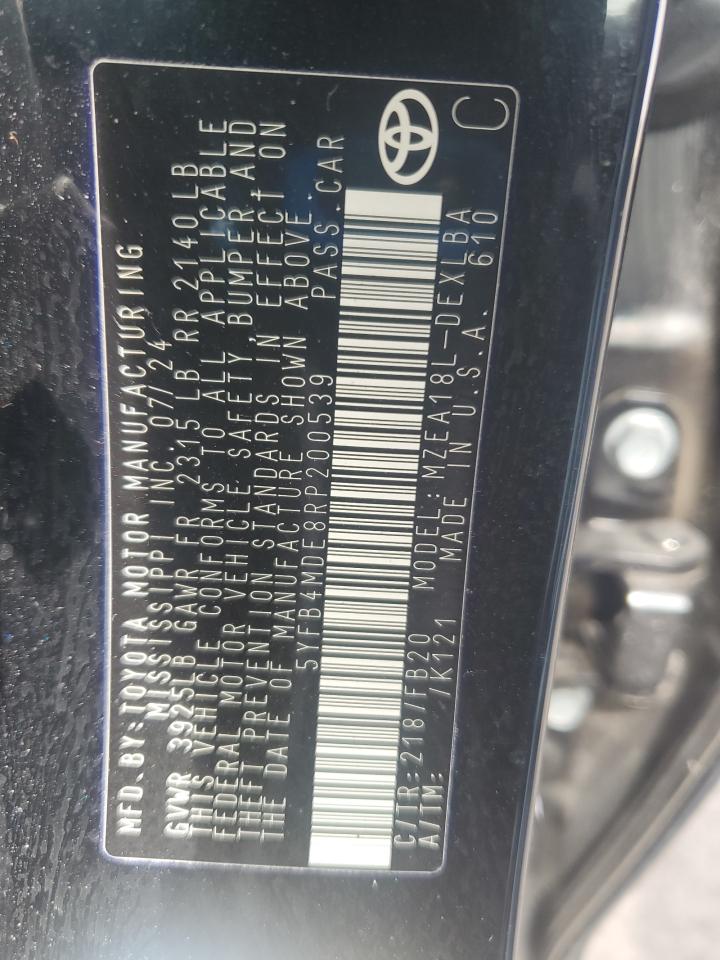 MFD.BY:TOYOTA MOTOR MANUFACTURING
MISSISSIPPI INC 07/24
GVWR 3925LB GAWR FR 2315 LB RR 2140LB
THIS VEHICLE CONFORMS TO ALL APPLICABLE
FEDERAL MOTOR VEHICLE SAFETY, BUMPER, AND
THEFT PREVENTION STANDARDS IN EFFECT ON
THE DATE OF MANUFACTURE SHOWN ABOVE.
5YFB4MDE8RP200539 PASS.CAR
C/TR:218/FB20 MODEL:MZEA18L-DEXLBA
A/TM: /K121 MADE IN U.S.A. 610
C